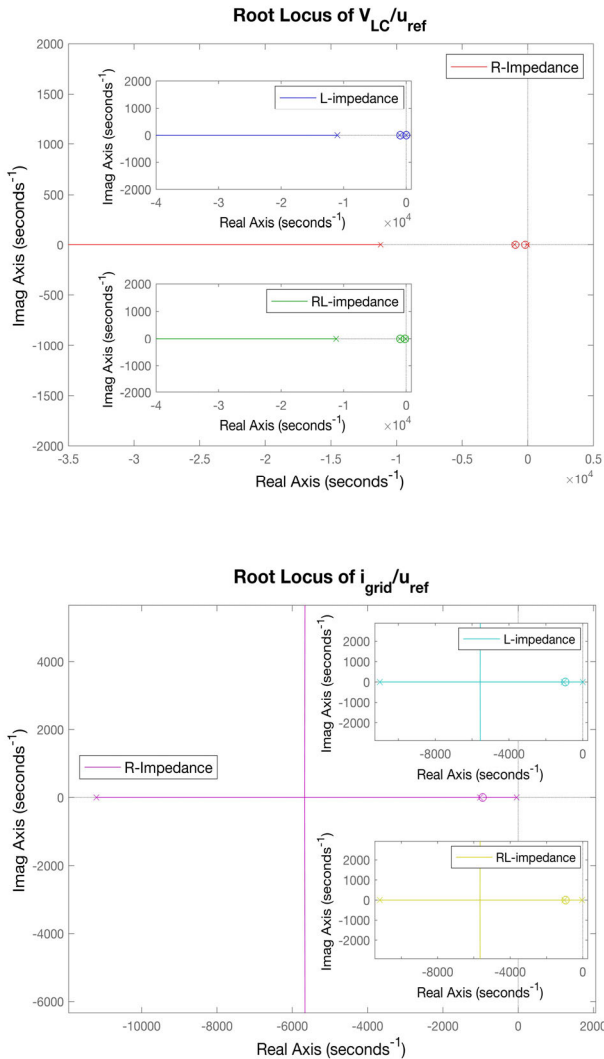 Root Locus of V_LC/u_ref
Imag Axis (seconds^-1)
2000
1500
1000
500
0
-500
-1000
-1500
-2000
R-Impedance
L-impedance
Imag Axis (seconds^-1)
2000
1000
0
-1000
-2000
-4 -3 -2 -1 0
Real Axis (seconds^-1)
×10^4
RL-impedance
Imag Axis (seconds^-1)
2000
1000
0
-1000
-2000
-4 -3 -2 -1 0
Real Axis (seconds^-1)
×10^4
-3.5 -3 -2.5 -2 -1.5 -1 -0.5 0 0.5
Real Axis (seconds^-1)
×10^4
Root Locus of i_grid/u_ref
Imag Axis (seconds^-1)
4000
2000
0
-2000
-4000
-6000
R-Impedance
L-impedance
Imag Axis (seconds^-1)
2000
1000
0
-1000
-2000
-8000 -4000 0
Real Axis (seconds^-1)
RL-impedance
Imag Axis (seconds^-1)
2000
1000
0
-1000
-2000
-8000 -4000 0
Real Axis (seconds^-1)
-10000 -8000 -6000 -4000 -2000 0 2000
Real Axis (seconds^-1)